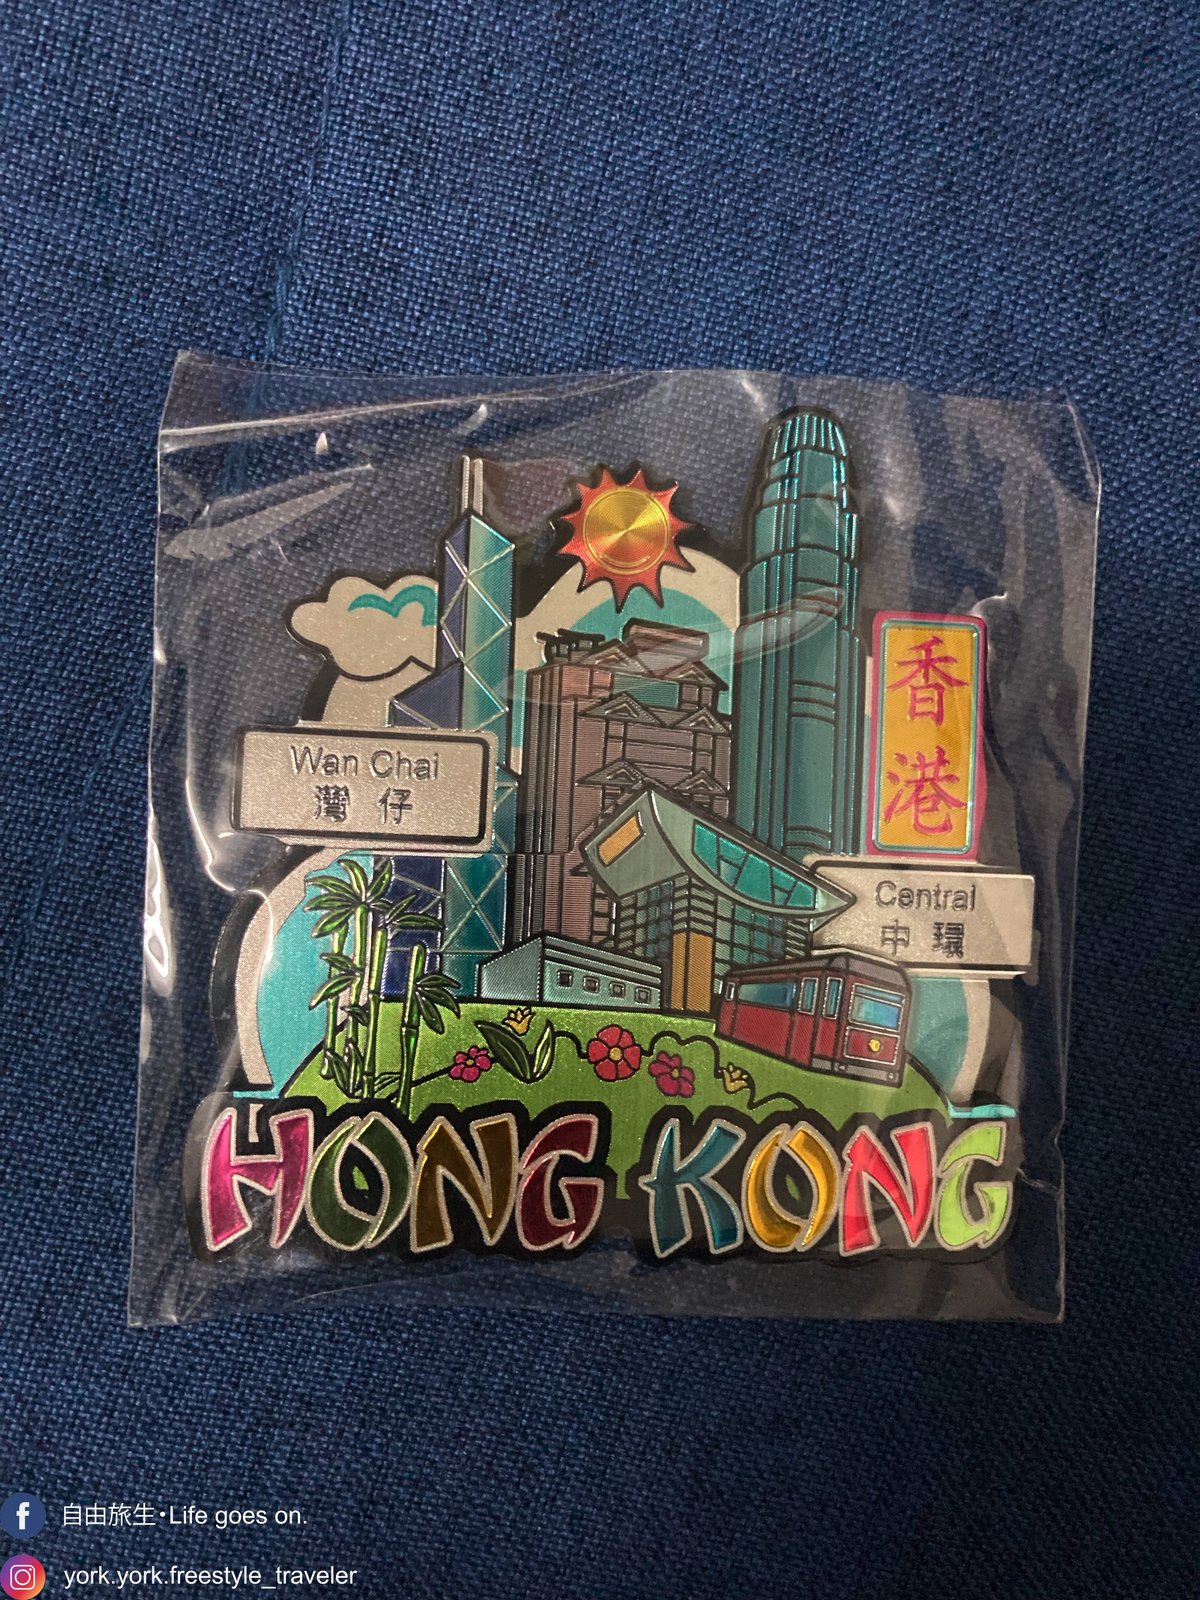 Wan Chai
灣 仔
香
港
Central
中 環
HONG KONG
自由旅生•Life goes on.
york.york.freestyle_traveler